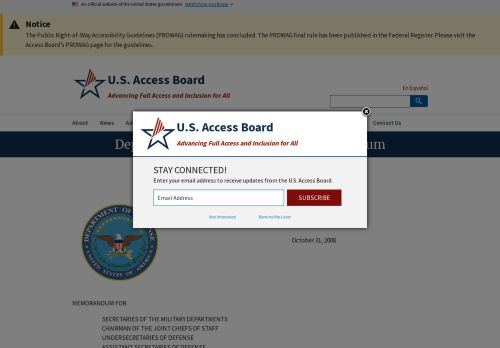 An official website of the United States government Here's how you know
Notice
The Public Right-of-Way Accessibility Guidelines (PROWAG) rulemaking has concluded. The PROWAG final rule has been published in the Federal Register. Please visit the
Access Board's PROWAG page for the guidelines.
U.S. Access Board
Advancing Full Access and Inclusion for All
En Español
About News Contact Us
U.S. Access Board
Advancing Full Access and Inclusion for All
STAY CONNECTED!
Enter your email address to receive updates from the U.S. Access Board.
Email Address SUBSCRIBE
Not Interested Remind Me Later
DEPARTMENT OF DEFENSE
UNITED STATES OF AMERICA
October 31, 2008
MEMORANDUM FOR
SECRETARIES OF THE MILITARY DEPARTMENTS
CHAIRMAN OF THE JOINT CHIEFS OF STAFF
UNDERSECRETARIES OF DEFENSE
ASSISTANT SECRETARIES OF DEFENSE